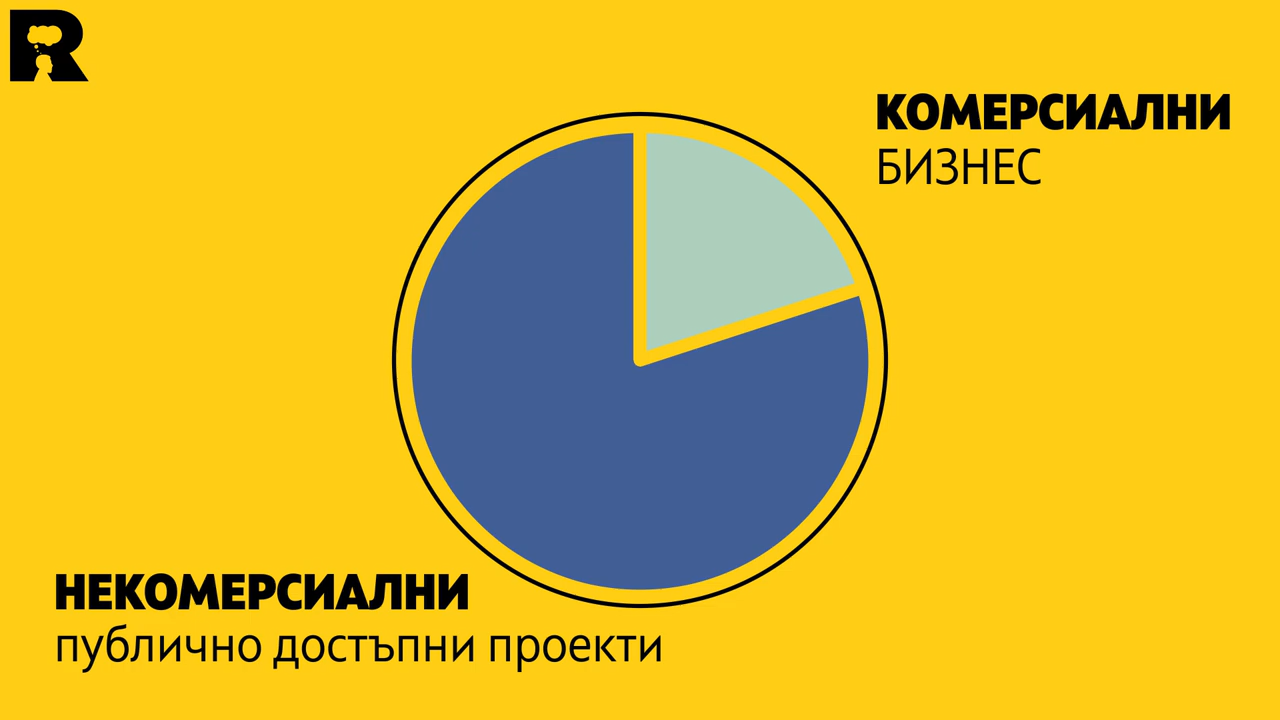 R
КОМЕРСИАЛНИ
БИЗНЕС
НЕКОМЕРСИАЛНИ
публично достъпни проекти